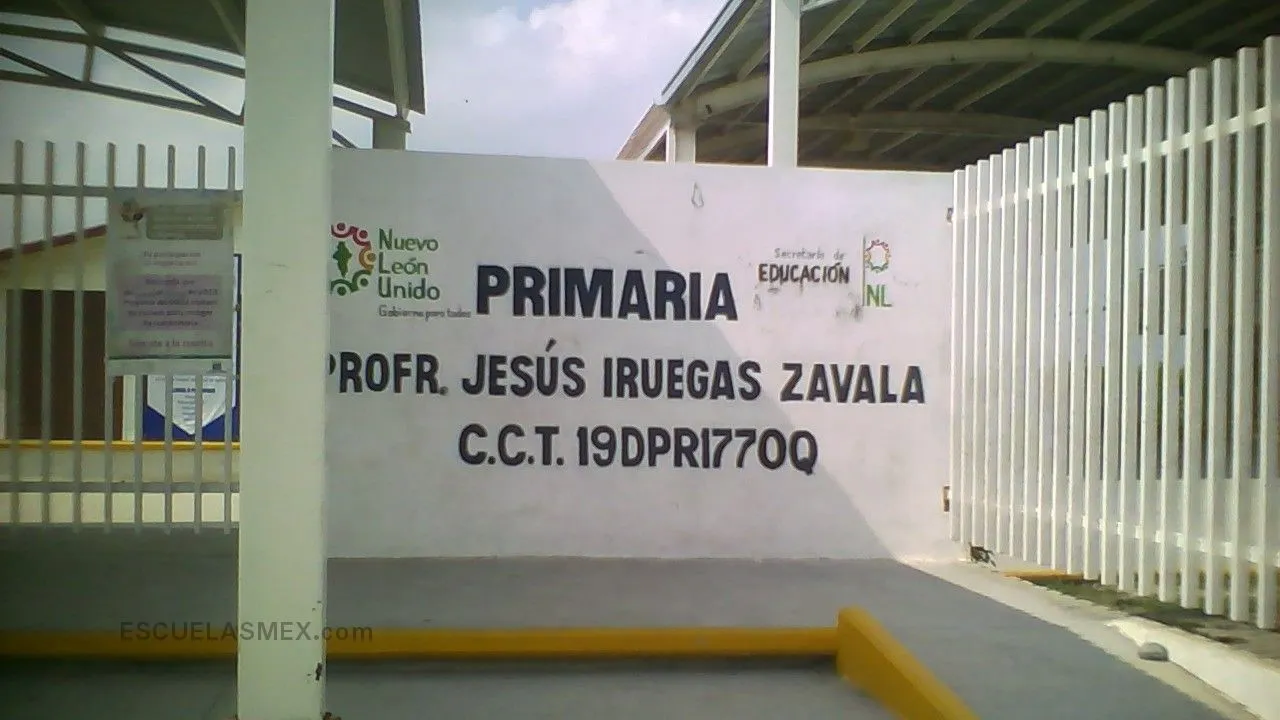 Nuevo
León
Unido
Gobierno para todos
PRIMARIA
Secretaría de
EDUCACIÓN
NL
PROFR. JESÚS IRUEGAS ZAVALA
C.C.T. 19DPR1770Q
ESCUELASMEX.com